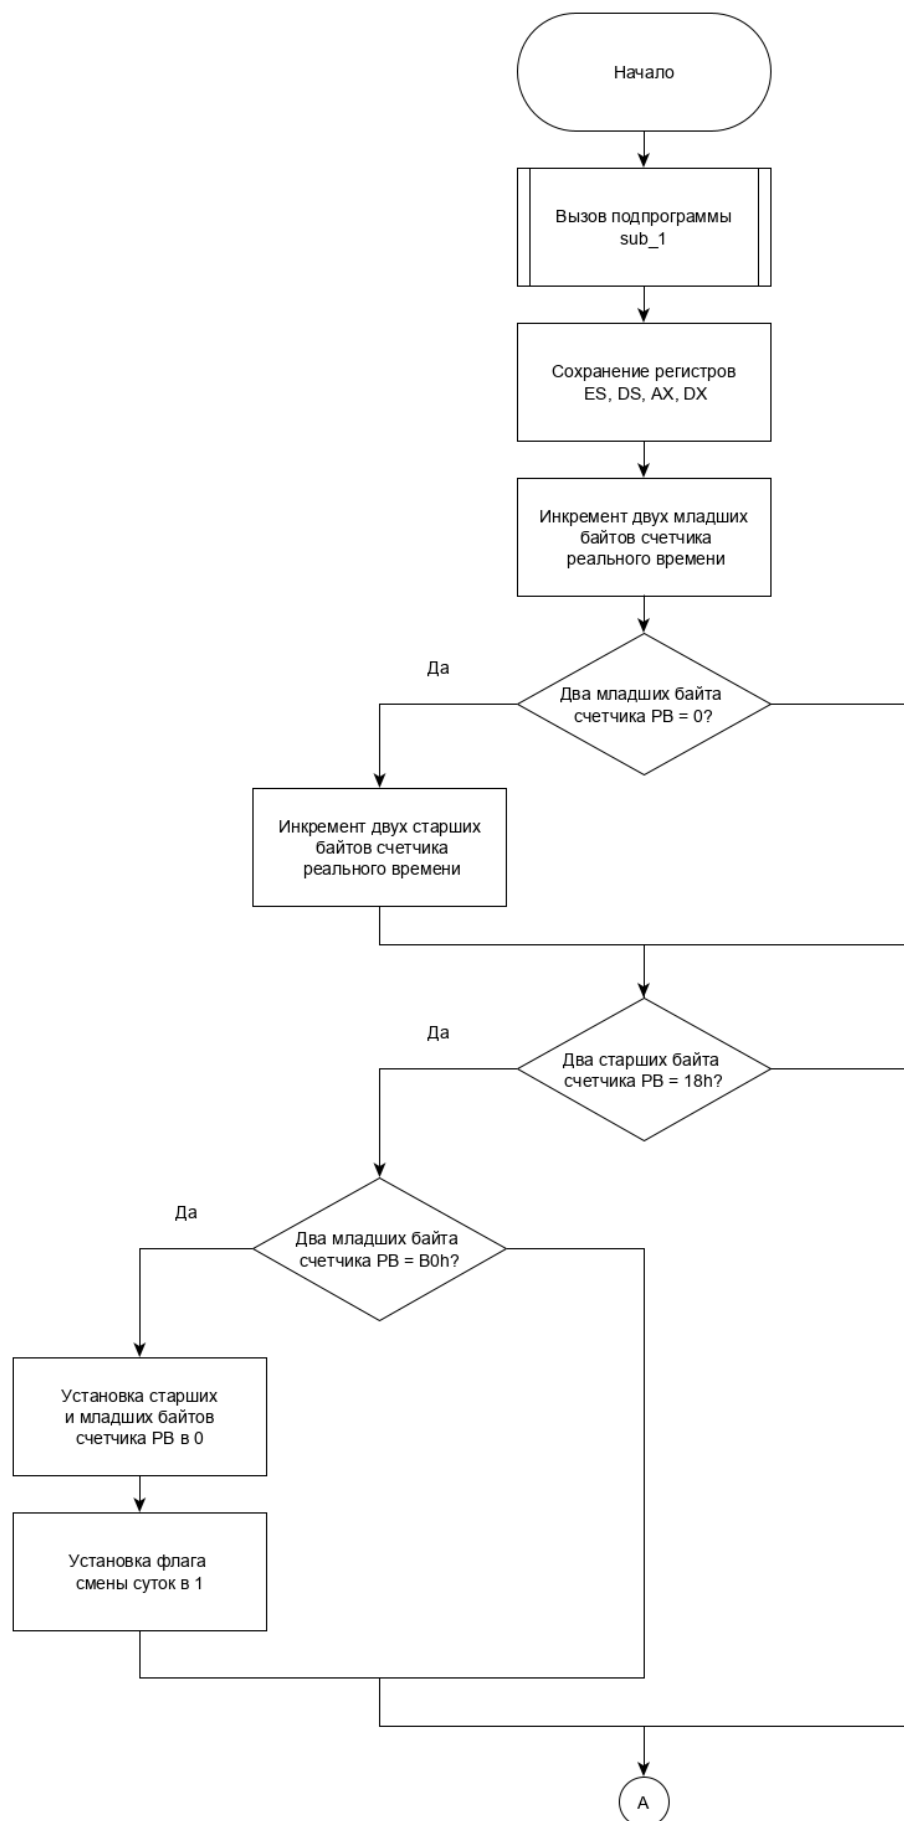 Начало
Вызов подпрограммы
sub_1
Сохранение регистров
ES, DS, AX, DX
Инкремент двух младших
байтов счетчика
реального времени
Да
Два младших байта
счетчика РВ = 0?
Инкремент двух старших
байтов счетчика
реального времени
Да
Два старших байта
счетчика РВ = 18h?
Да
Два младших байта
счетчика РВ = B0h?
Установка старших
и младших байтов
счетчика РВ в 0
Установка флага
смены суток в 1
A